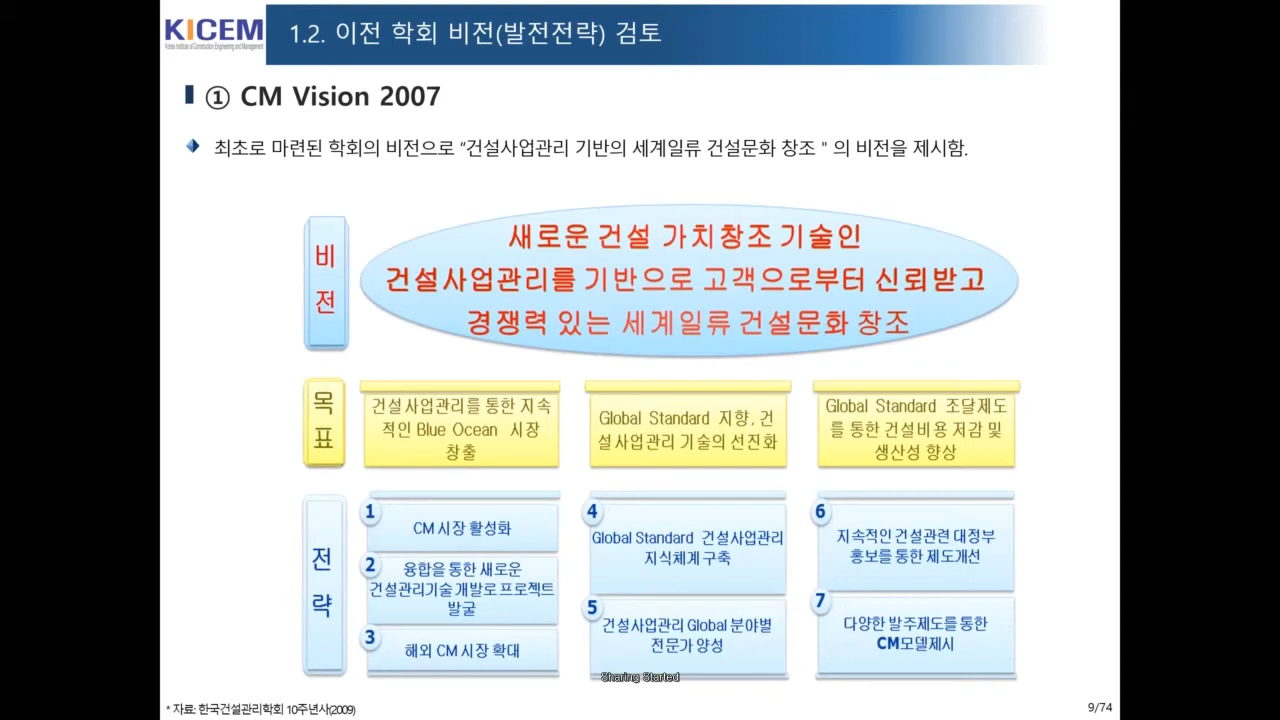 KICEM
Korea Institute of Construction Engineering and Management
1.2. 이전 학회 비전(발전전략) 검토
① CM Vision 2007
최초로 마련된 학회의 비전으로 “건설사업관리 기반의 세계일류 건설문화 창조 " 의 비전을 제시함.
비
전
새로운 건설 가치창조 기술인
건설사업관리를 기반으로 고객으로부터 신뢰받고
경쟁력 있는 세계일류 건설문화 창조
목
표
건설사업관리를 통한 지속
적인 Blue Ocean 시장
창출
Global Standard 지향, 건
설사업관리 기술의 선진화
Global Standard 조달제도
를 통한 건설비용 저감 및
생산성 향상
전
략
1
CM 시장 활성화
2
융합을 통한 새로운
건설관리기술 개발로 프로젝트
발굴
3
해외 CM 시장 확대
4
Global Standard 건설사업관리
지식체계 구축
5
건설사업관리 Global 분야별
전문가 양성
6
지속적인 건설관련 대정부
홍보를 통한 제도개선
7
다양한 발주제도를 통한
CM모델제시
Sharing Started
* 자료: 한국건설관리학회 10주년사(2009)
9/74